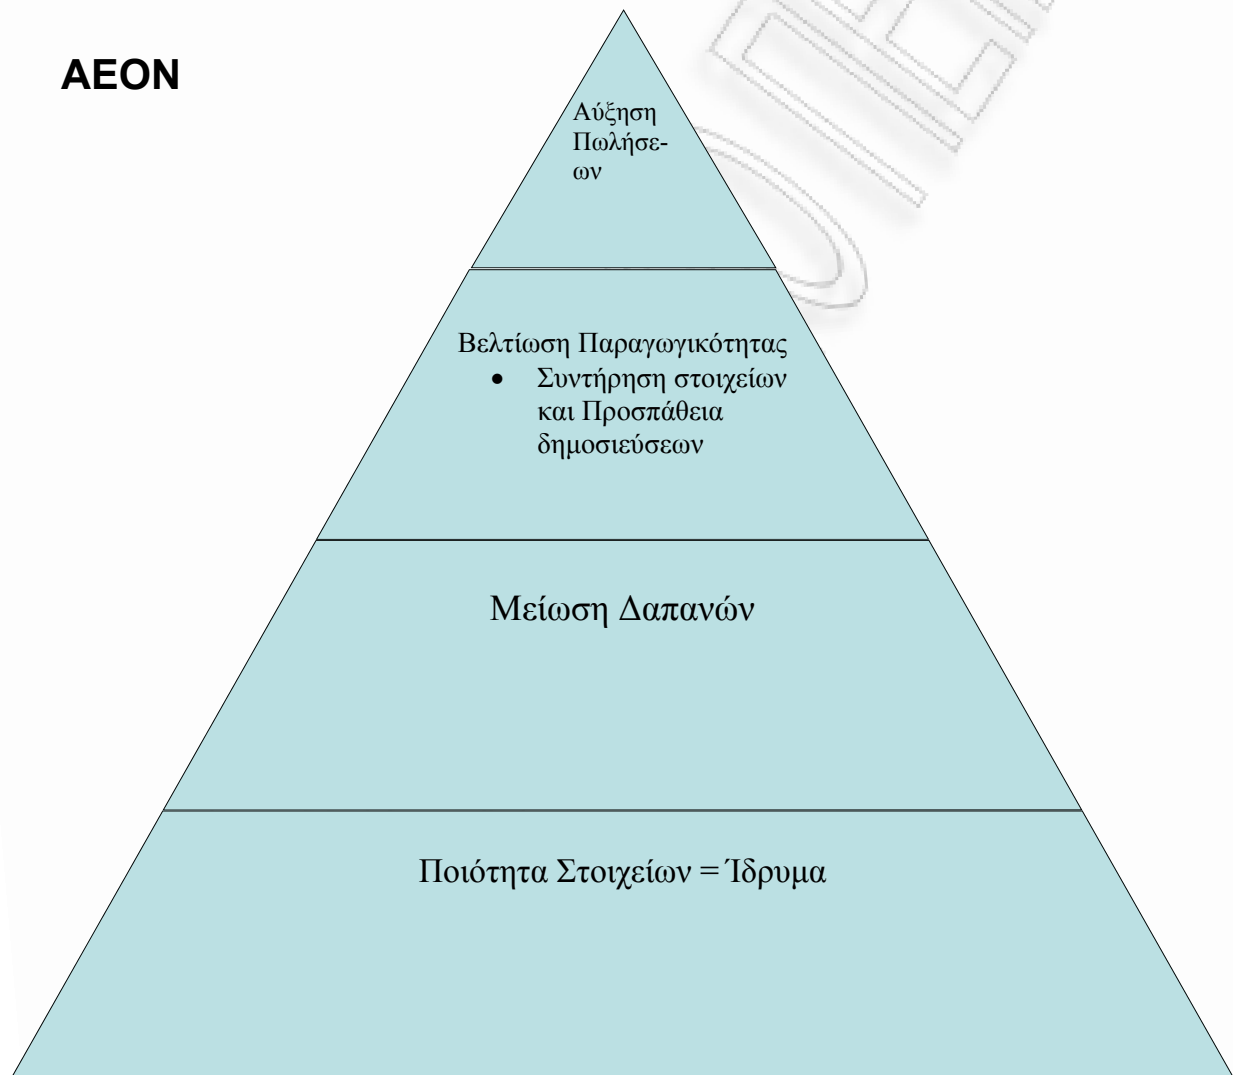 AEON
Αύξηση
Πωλήσε-
ων
Βελτίωση Παραγωγικότητας
• Συντήρηση στοιχείων
και Προσπάθεια
δημοσιεύσεων
Μείωση Δαπανών
Ποιότητα Στοιχείων = Ίδρυμα